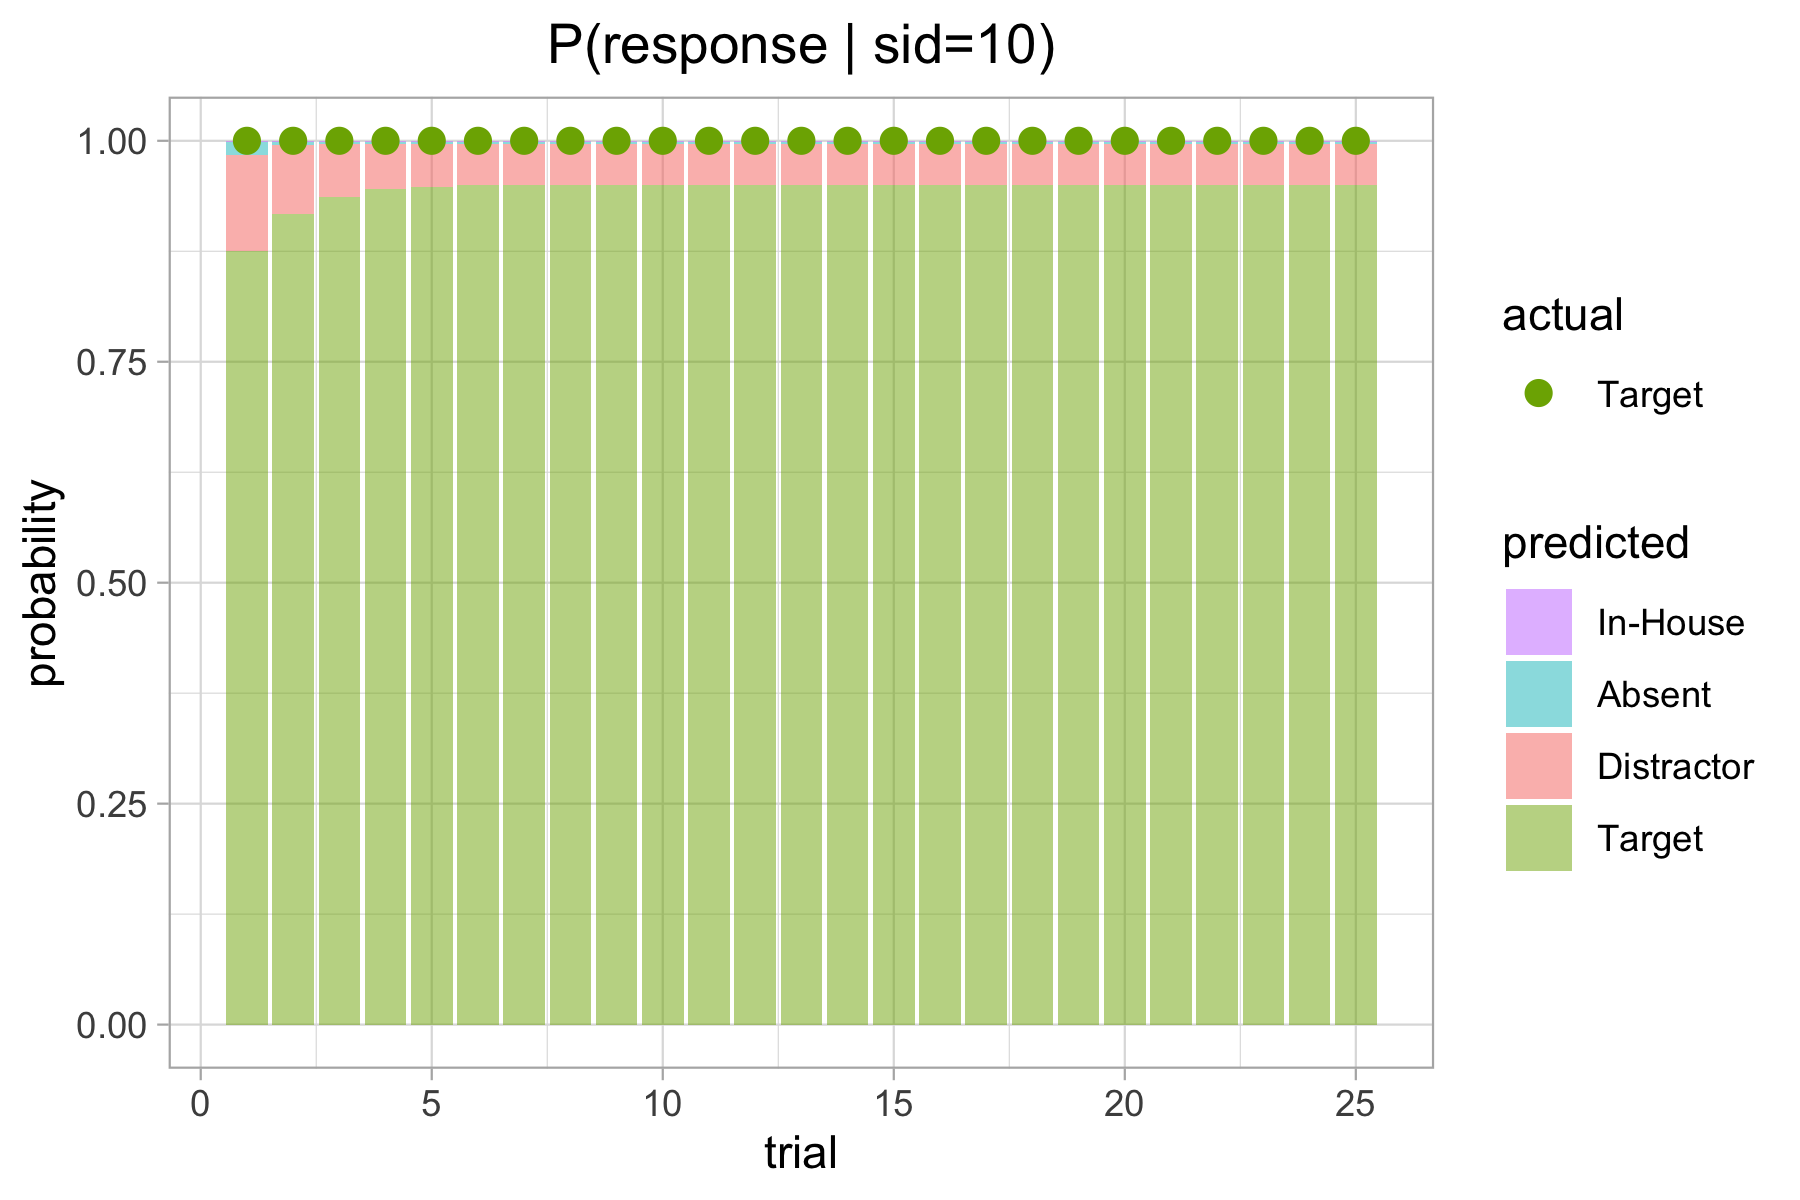 P(response | sid=10)
1.00
0.75
0.50
0.25
0.00
probability
0 5 10 15 20 25
trial
actual
Target
predicted
In-House
Absent
Distractor
Target